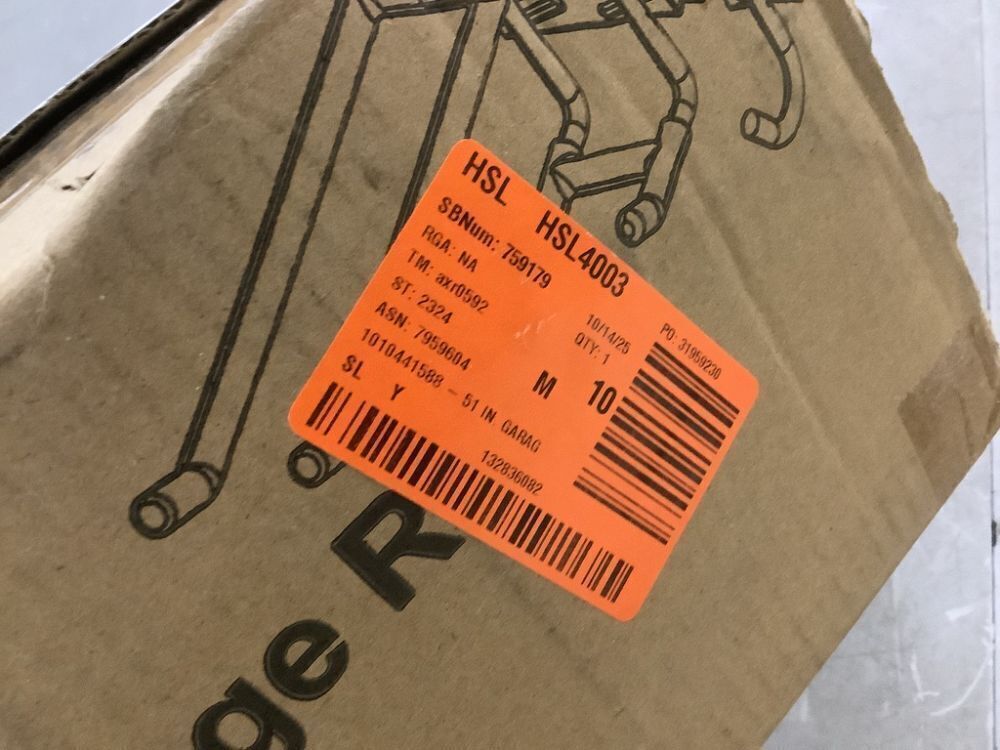 HSL HSL4003
SBNum: 759179
RGA: NA
TM: axr0592
ST: 2324
ASN: 7959604
1010441588 - 51 IN. GARAG
SL Y
10/14/25
QTY: 1
M 10
PO: 31959230
132836082
ge R